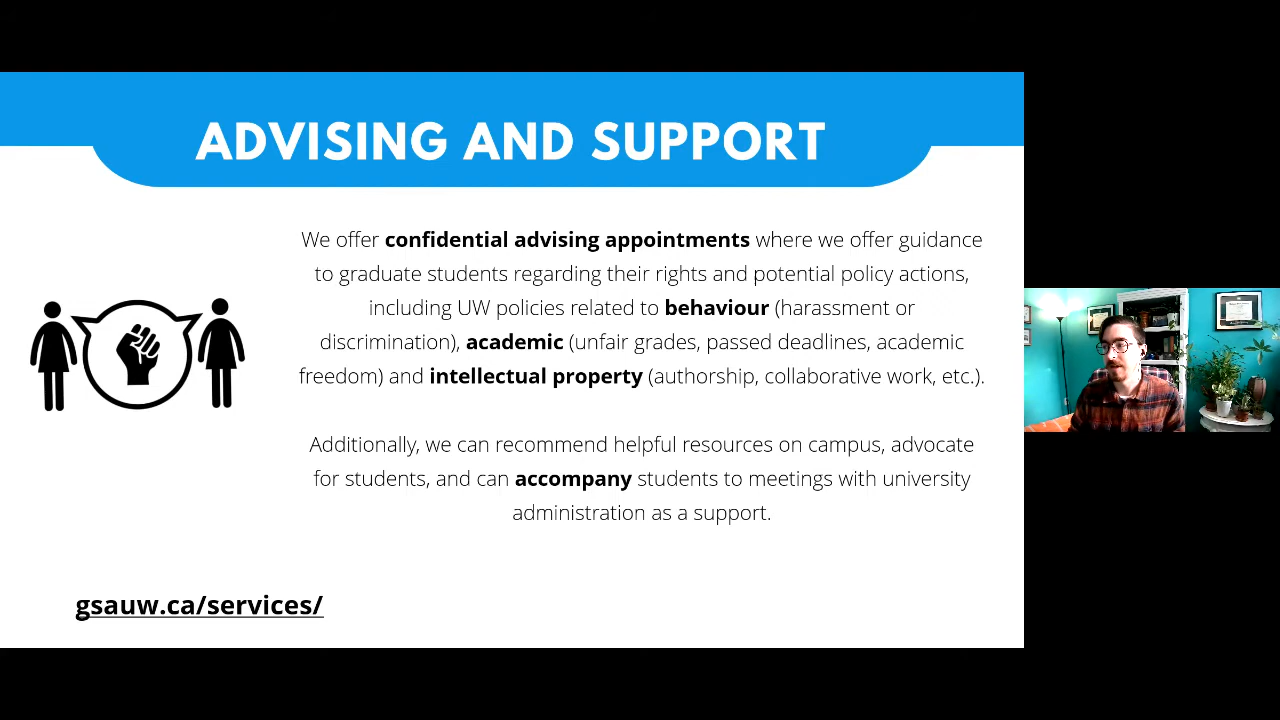 ADVISING AND SUPPORT
We offer confidential advising appointments where we offer guidance
to graduate students regarding their rights and potential policy actions,
including UW policies related to behaviour (harassment or
discrimination), academic (unfair grades, passed deadlines, academic
freedom) and intellectual property (authorship, collaborative work, etc.).
Additionally, we can recommend helpful resources on campus, advocate
for students, and can accompany students to meetings with university
administration as a support.
gsauw.ca/services/